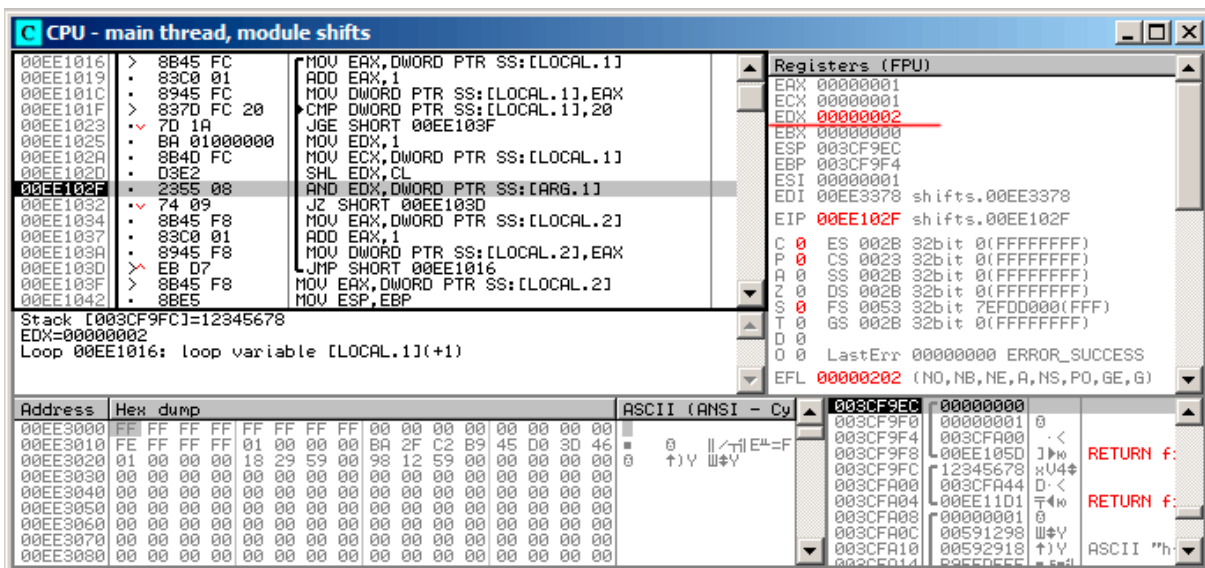 C CPU - main thread, module shifts
00EE1016 > 8B45 FC MOV EAX,DWORD PTR SS:[LOCAL.1]
00EE1019 . 83C0 01 ADD EAX,1
00EE101C . 8945 FC MOV DWORD PTR SS:[LOCAL.1],EAX
00EE101F > 837D FC 20 CMP DWORD PTR SS:[LOCAL.1],20
00EE1023 . 7D 1A JGE SHORT 00EE103F
00EE1025 . BA 01000000 MOV EDX,1
00EE102A . 8B4D FC MOV ECX,DWORD PTR SS:[LOCAL.1]
00EE102D . D3E2 SHL EDX,CL
00EE102F . 2355 08 AND EDX,DWORD PTR SS:[ARG.1]
00EE1032 . 74 09 JZ SHORT 00EE103D
00EE1034 . 8B45 F8 MOV EAX,DWORD PTR SS:[LOCAL.2]
00EE1037 . 83C0 01 ADD EAX,1
00EE103A . 8945 F8 MOV DWORD PTR SS:[LOCAL.2],EAX
00EE103D > EB D7 JMP SHORT 00EE1016
00EE103F > 8B45 F8 MOV EAX,DWORD PTR SS:[LOCAL.2]
00EE1042 . 8BE5 MOV ESP,EBP
Stack [003CF9FC]=12345678
EDX=00000002
Loop 00EE1016: loop variable [LOCAL.1](+1)
Registers (FPU)
EAX 00000001
ECX 00000001
EDX 00000002
EBX 00000000
ESP 003CF9EC
EBP 003CF9F4
ESI 00000001
EDI 00EE3378 shifts.00EE3378
EIP 00EE102F shifts.00EE102F
C 0 ES 002B 32bit 0(FFFFFFFF)
P 0 CS 0023 32bit 0(FFFFFFFF)
A 0 SS 002B 32bit 0(FFFFFFFF)
Z 0 DS 002B 32bit 0(FFFFFFFF)
S 0 FS 0053 32bit 7EFDD000(FFF)
T 0 GS 002B 32bit 0(FFFFFFFF)
D 0
O 0 LastErr 00000000 ERROR_SUCCESS
EFL 00000202 (NO,NB,NE,A,NS,PO,GE,G)
Address Hex dump ASCII (ANSI - Cy
00EE3000 FF FF FF FF FF FF FF FF 00 00 00 00 00 00 00 00
00EE3010 FE FF FF FF 01 00 00 00 BA 2F C2 B9 45 D0 3D 46
00EE3020 01 00 00 00 18 29 59 00 98 12 59 00 00 00 00 00
00EE3030 00 00 00 00 00 00 00 00 00 00 00 00 00 00 00 00
00EE3040 00 00 00 00 00 00 00 00 00 00 00 00 00 00 00 00
00EE3050 00 00 00 00 00 00 00 00 00 00 00 00 00 00 00 00
00EE3060 00 00 00 00 00 00 00 00 00 00 00 00 00 00 00 00
00EE3070 00 00 00 00 00 00 00 00 00 00 00 00 00 00 00 00
00EE3080 00 00 00 00 00 00 00 00 00 00 00 00 00 00 00 00
003CF9EC 00000000
003CF9F0 00000001
003CF9F4 003CFA00
003CF9F8 00EE105D RETURN f
003CF9FC 12345678 xV4
003CFA00 003CFA44
003CFA04 00EE11D1 RETURN f
003CFA08 00000001
003CFA0C 00591298
003CFA10 00592918 ASCII "h